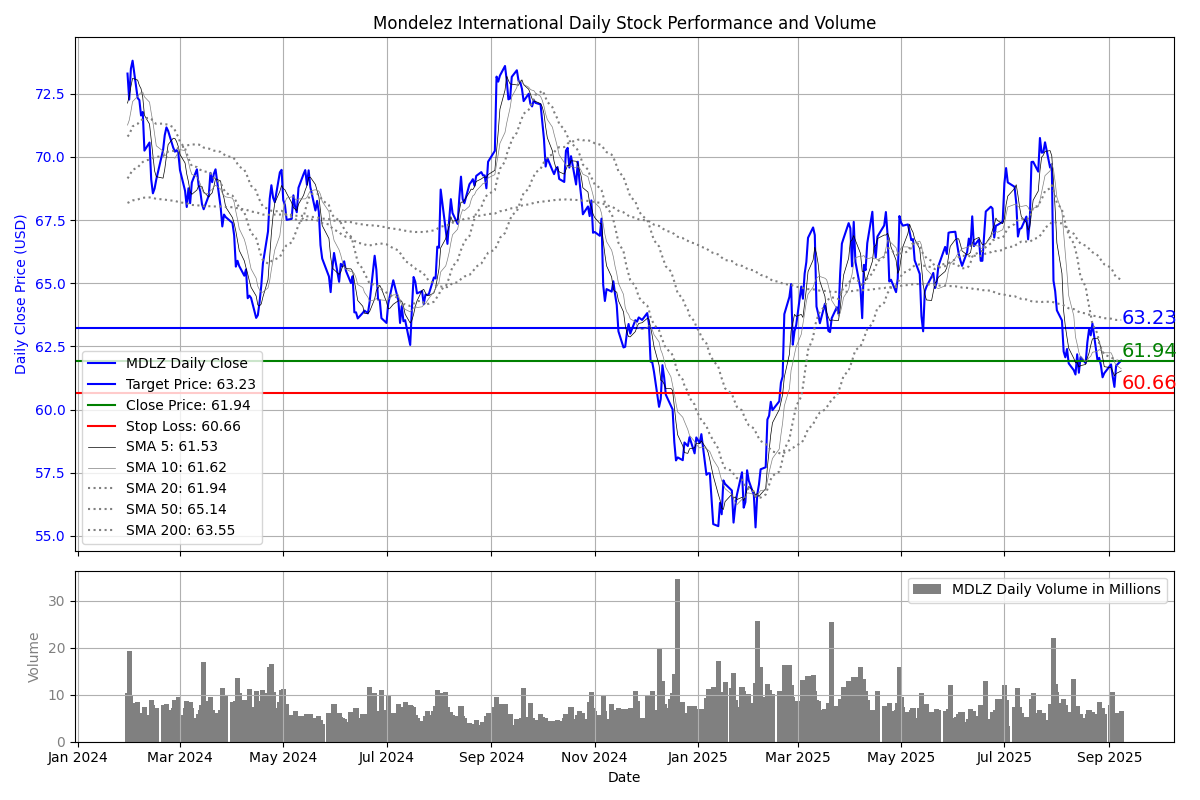 Mondelez International Daily Stock Performance and Volume
Daily Close Price (USD)
72.5
70.0
67.5
65.0
62.5
60.0
57.5
55.0
63.23
61.94
60.66
MDLZ Daily Close
Target Price: 63.23
Close Price: 61.94
Stop Loss: 60.66
SMA 5: 61.53
SMA 10: 61.62
SMA 20: 61.94
SMA 50: 65.14
SMA 200: 63.55
Volume
30
20
10
0
MDLZ Daily Volume in Millions
Jan 2024 Mar 2024 May 2024 Jul 2024 Sep 2024 Nov 2024 Jan 2025 Mar 2025 May 2025 Jul 2025 Sep 2025
Date